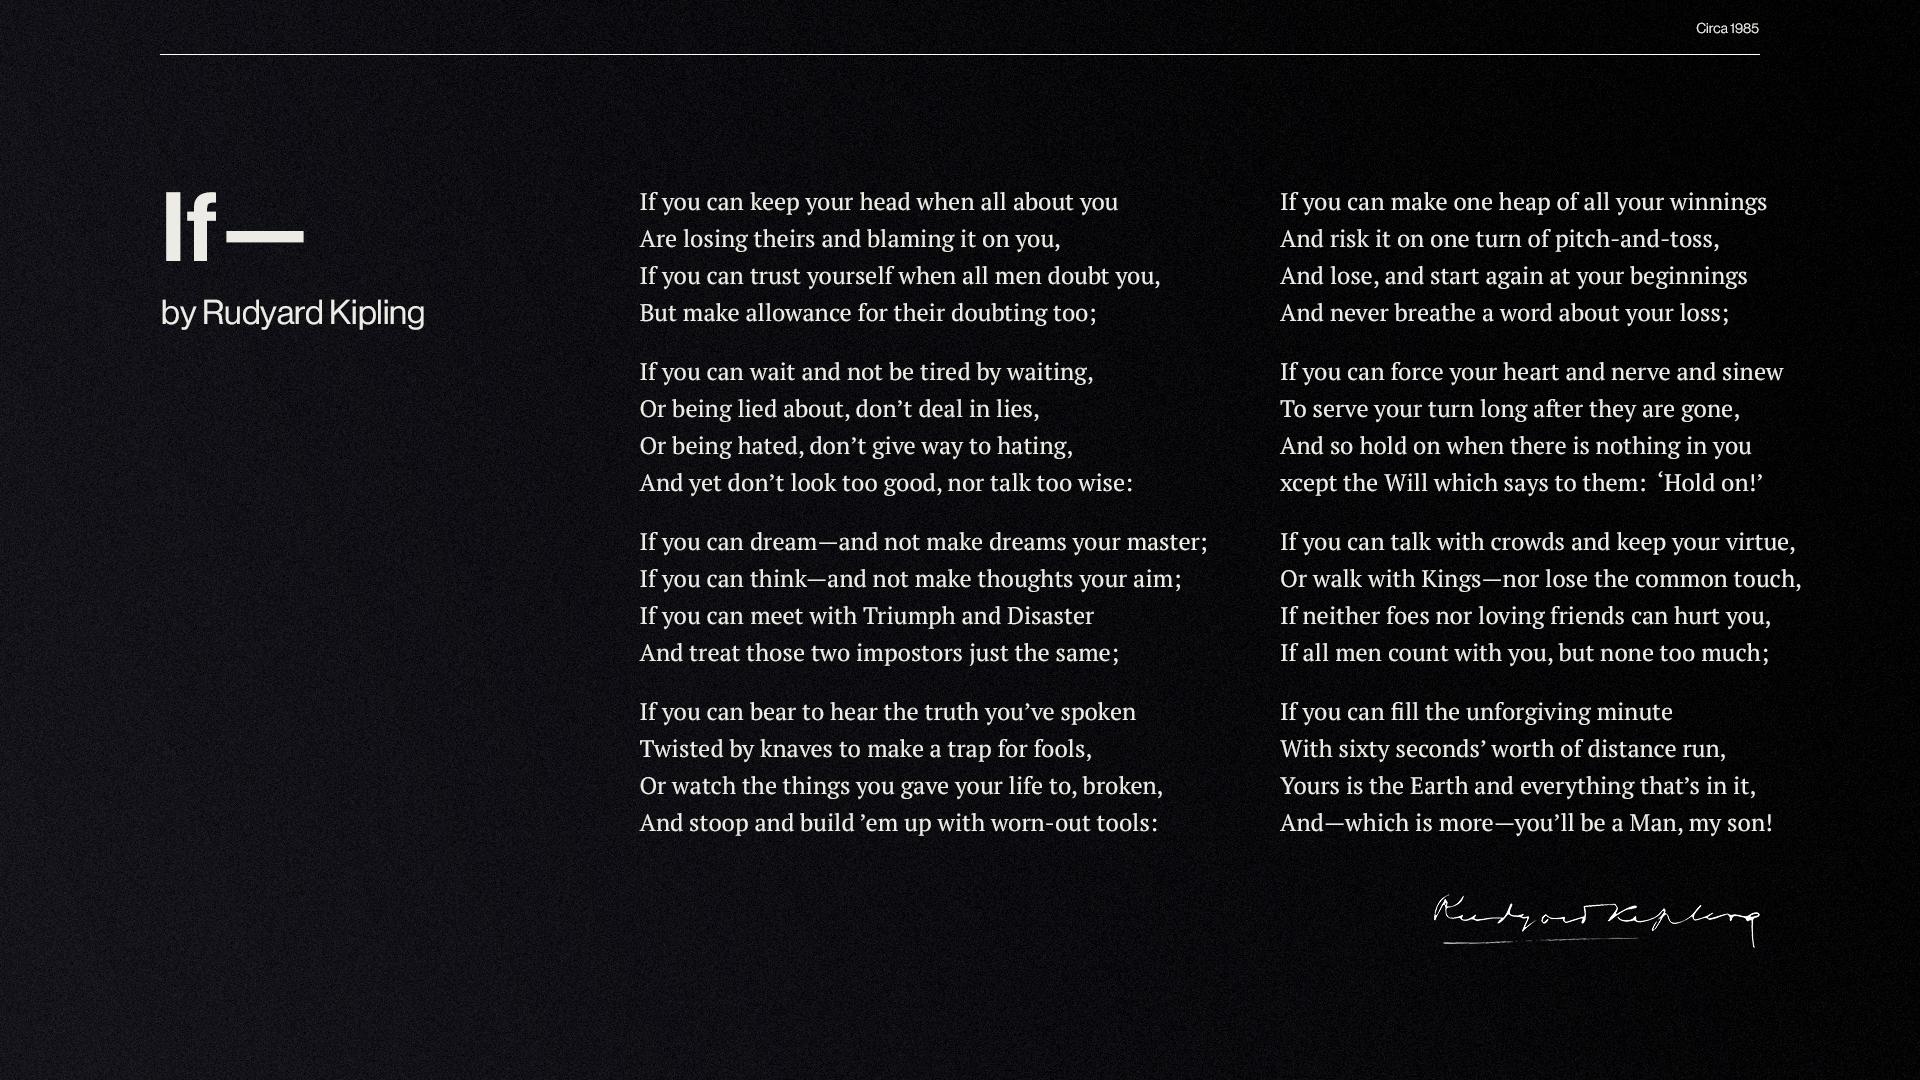 Circa 1985
If—
by Rudyard Kipling
If you can keep your head when all about you
Are losing theirs and blaming it on you,
If you can trust yourself when all men doubt you,
But make allowance for their doubting too;
If you can wait and not be tired by waiting,
Or being lied about, don’t deal in lies,
Or being hated, don’t give way to hating,
And yet don’t look too good, nor talk too wise:
If you can dream—and not make dreams your master;
If you can think—and not make thoughts your aim;
If you can meet with Triumph and Disaster
And treat those two impostors just the same;
If you can bear to hear the truth you’ve spoken
Twisted by knaves to make a trap for fools,
Or watch the things you gave your life to, broken,
And stoop and build ’em up with worn-out tools:
If you can make one heap of all your winnings
And risk it on one turn of pitch-and-toss,
And lose, and start again at your beginnings
And never breathe a word about your loss;
If you can force your heart and nerve and sinew
To serve your turn long after they are gone,
And so hold on when there is nothing in you
xcept the Will which says to them: ‘Hold on!’
If you can talk with crowds and keep your virtue,
Or walk with Kings—nor lose the common touch,
If neither foes nor loving friends can hurt you,
If all men count with you, but none too much;
If you can fill the unforgiving minute
With sixty seconds’ worth of distance run,
Yours is the Earth and everything that’s in it,
And—which is more—you’ll be a Man, my son!
Rudyard Kipling